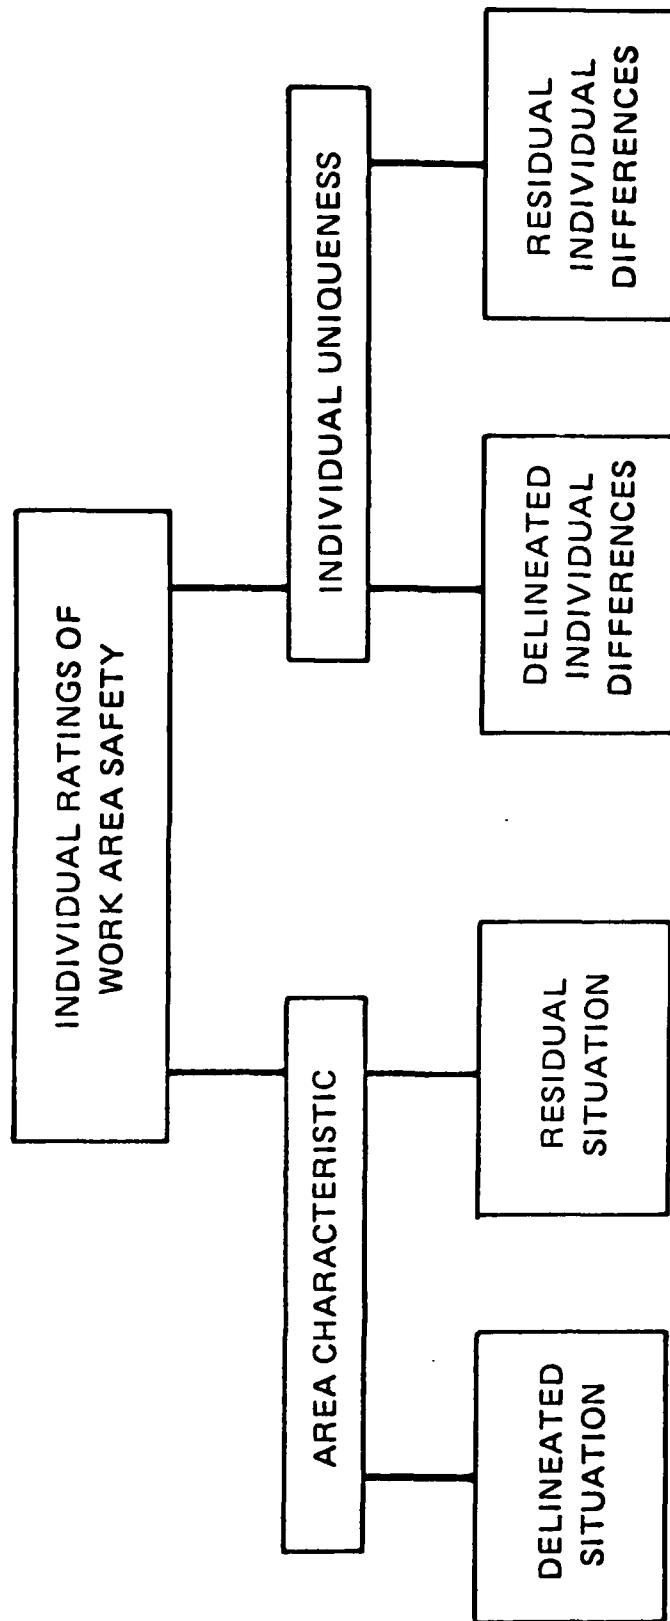 INDIVIDUAL RATINGS OF
WORK AREA SAFETY
AREA CHARACTERISTIC
INDIVIDUAL UNIQUENESS
DELINEATED
SITUATION
RESIDUAL
SITUATION
DELINEATED
INDIVIDUAL
DIFFERENCES
RESIDUAL
INDIVIDUAL
DIFFERENCES